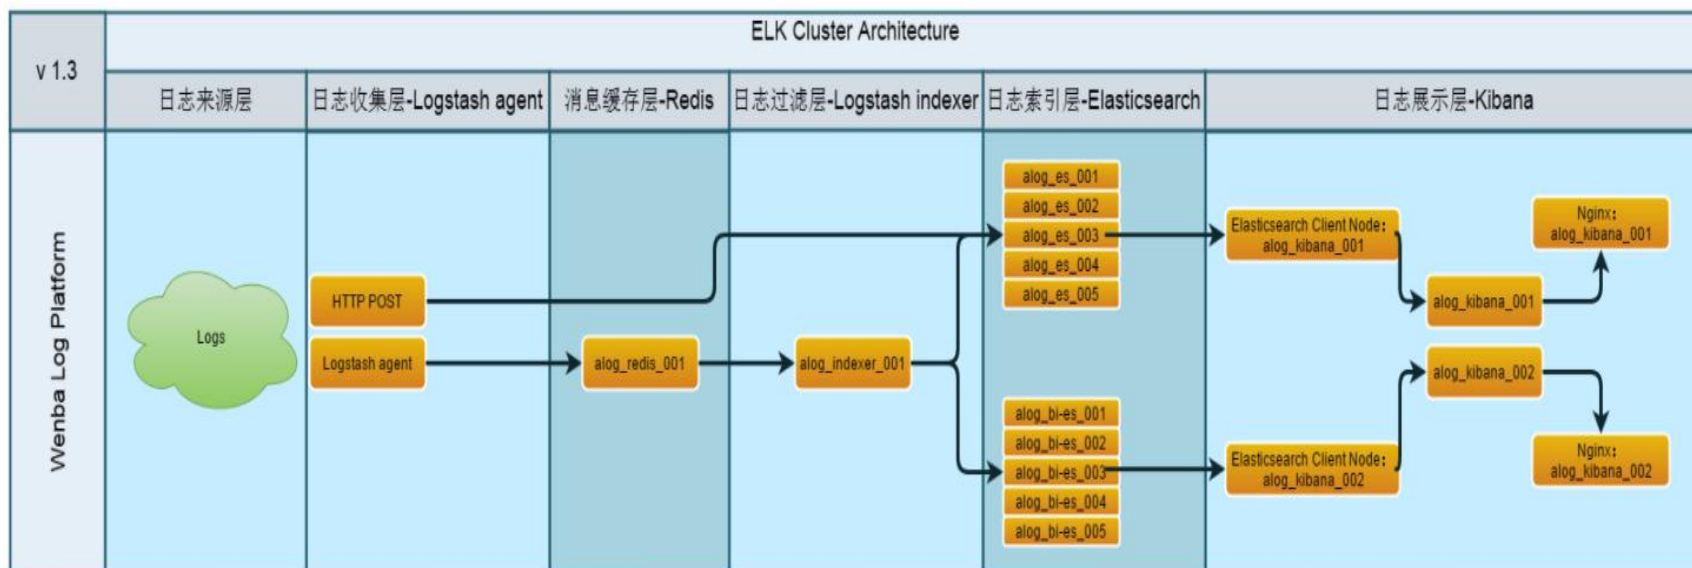 ELK Cluster Architecture
v 1.3
日志来源层
日志收集层-Logstash agent
消息缓存层-Redis
日志过滤层-Logstash indexer
日志索引层-Elasticsearch
日志展示层-Kibana
Wenba Log Platform
Logs
HTTP POST
Logstash agent
alog_redis_001
alog_indexer_001
alog_es_001
alog_es_002
alog_es_003
alog_es_004
alog_es_005
alog_bi-es_001
alog_bi-es_002
alog_bi-es_003
alog_bi-es_004
alog_bi-es_005
Elasticsearch Client Node：
alog_kibana_001
Elasticsearch Client Node：
alog_kibana_002
alog_kibana_001
alog_kibana_002
Nginx：
alog_kibana_001
Nginx：
alog_kibana_002